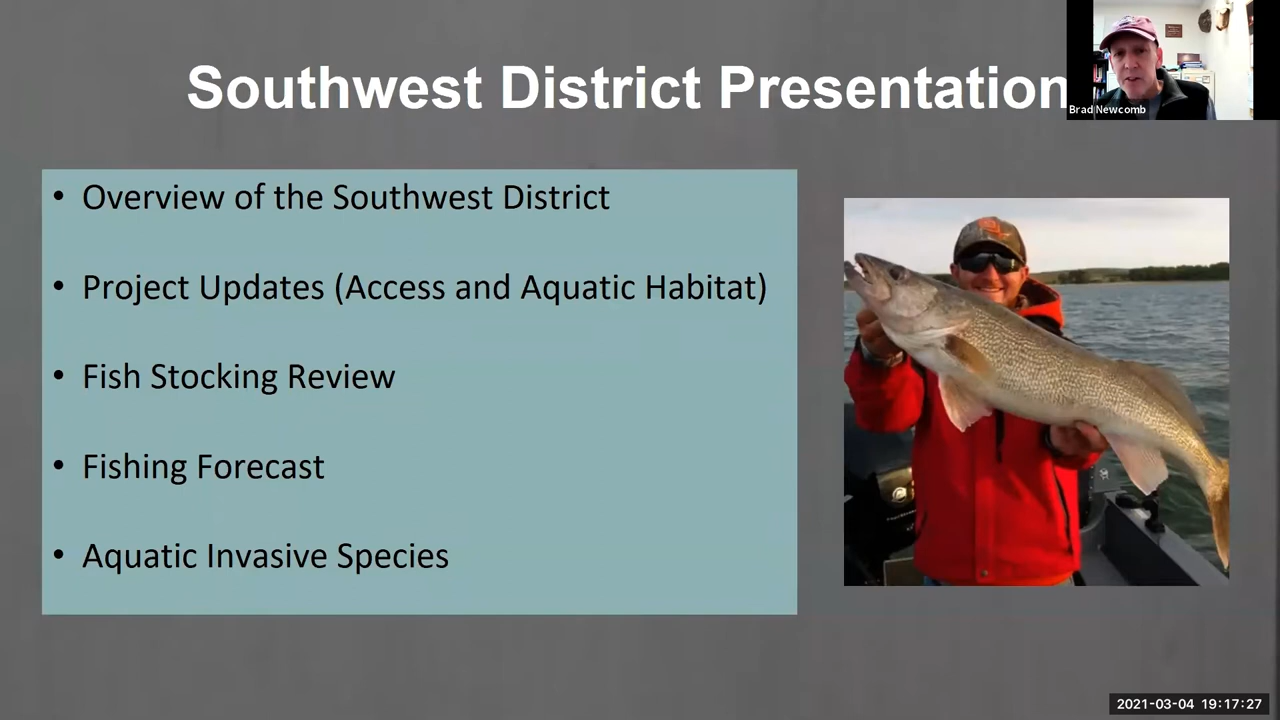 Southwest District Presentation
Brad Newcomb
• Overview of the Southwest District
• Project Updates (Access and Aquatic Habitat)
• Fish Stocking Review
• Fishing Forecast
• Aquatic Invasive Species
2021-03-04 19:17:27